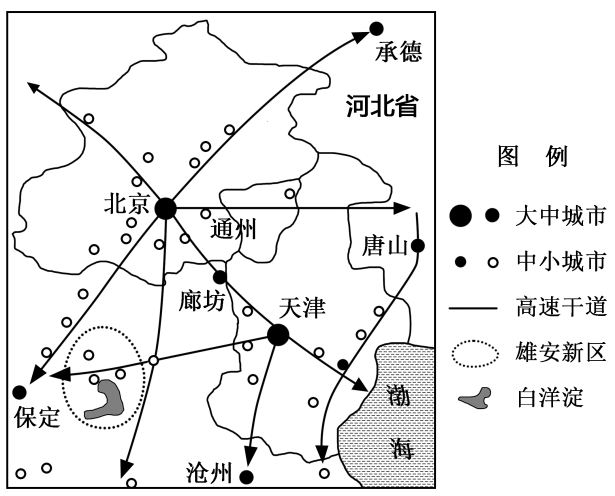 承德
河北省
北京
通州
唐山
廊坊
天津
保定
沧州
渤
海
图 例
大中城市
中小城市
高速干道
雄安新区
白洋淀